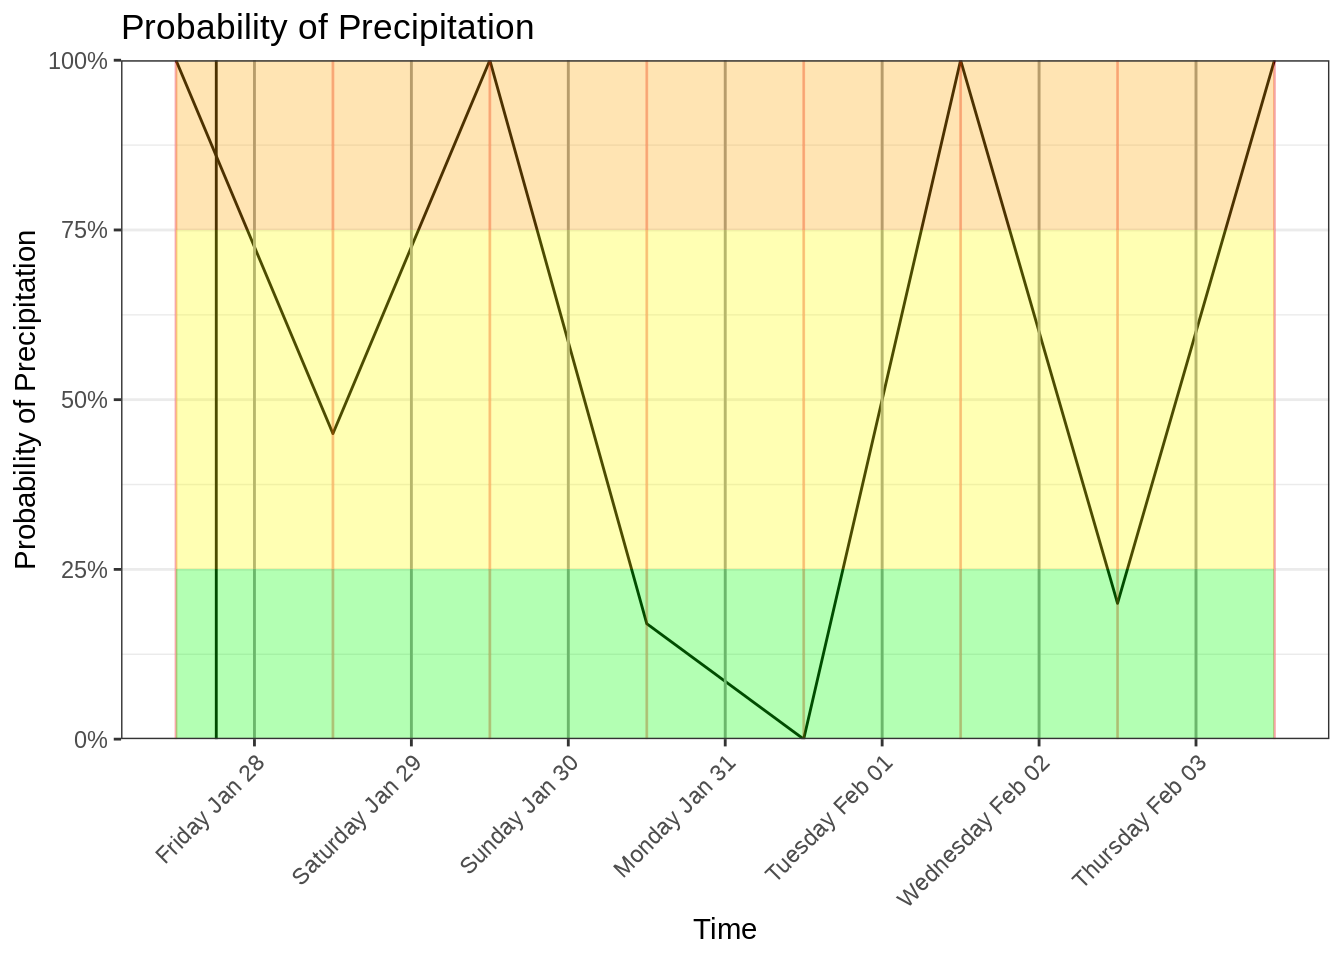 Probability of Precipitation
Probability of Precipitation
100%
75%
50%
25%
0%
Friday Jan 28
Saturday Jan 29
Sunday Jan 30
Monday Jan 31
Tuesday Feb 01
Wednesday Feb 02
Thursday Feb 03
Time